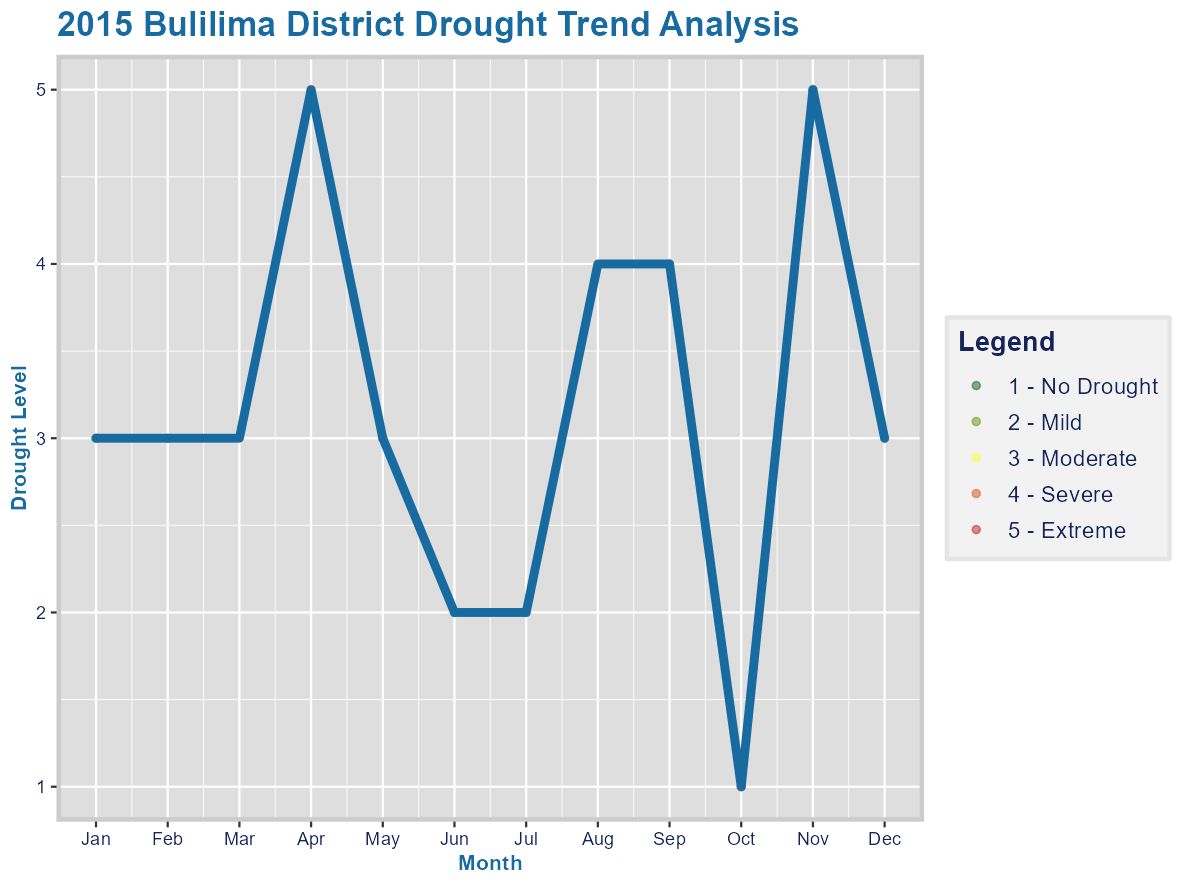 2015 Bulilima District Drought Trend Analysis
Drought Level
5
4
3
2
1
Jan Feb Mar Apr May Jun Jul Aug Sep Oct Nov Dec
Month
Legend
1 - No Drought
2 - Mild
3 - Moderate
4 - Severe
5 - Extreme